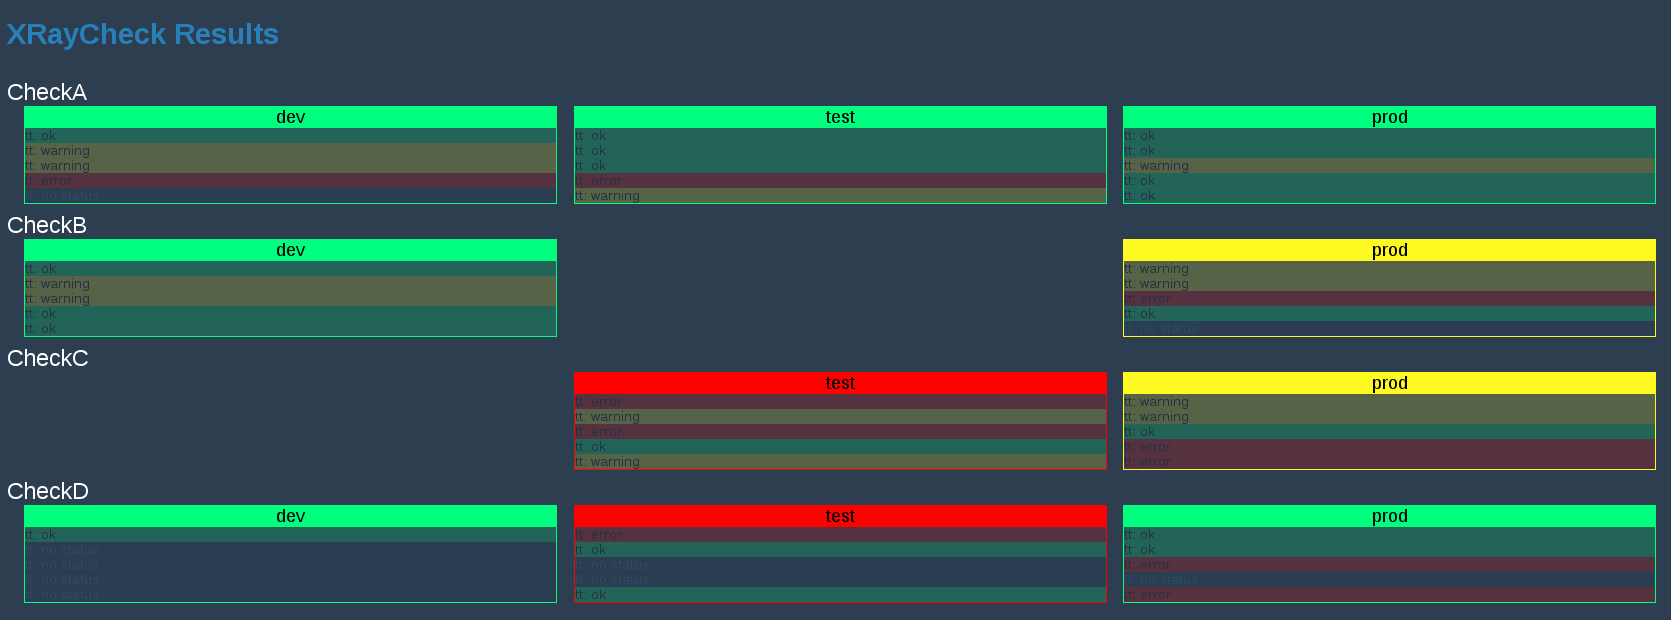 XRayCheck Results
CheckA
dev
tt: ok
tt: warning
tt: warning
tt: error
tt: no status
test
tt: ok
tt: ok
tt: ok
tt: error
tt: warning
prod
tt: ok
tt: ok
tt: warning
tt: ok
tt: ok
CheckB
dev
tt: ok
tt: warning
tt: warning
tt: ok
tt: ok
prod
tt: warning
tt: warning
tt: error
tt: ok
tt: no status
CheckC
test
tt: error
tt: warning
tt: error
tt: ok
tt: warning
prod
tt: warning
tt: warning
tt: ok
tt: error
tt: error
CheckD
dev
tt: ok
tt: no status
tt: no status
tt: no status
tt: no status
test
tt: error
tt: ok
tt: no status
tt: no status
tt: ok
prod
tt: ok
tt: ok
tt: error
tt: no status
tt: error